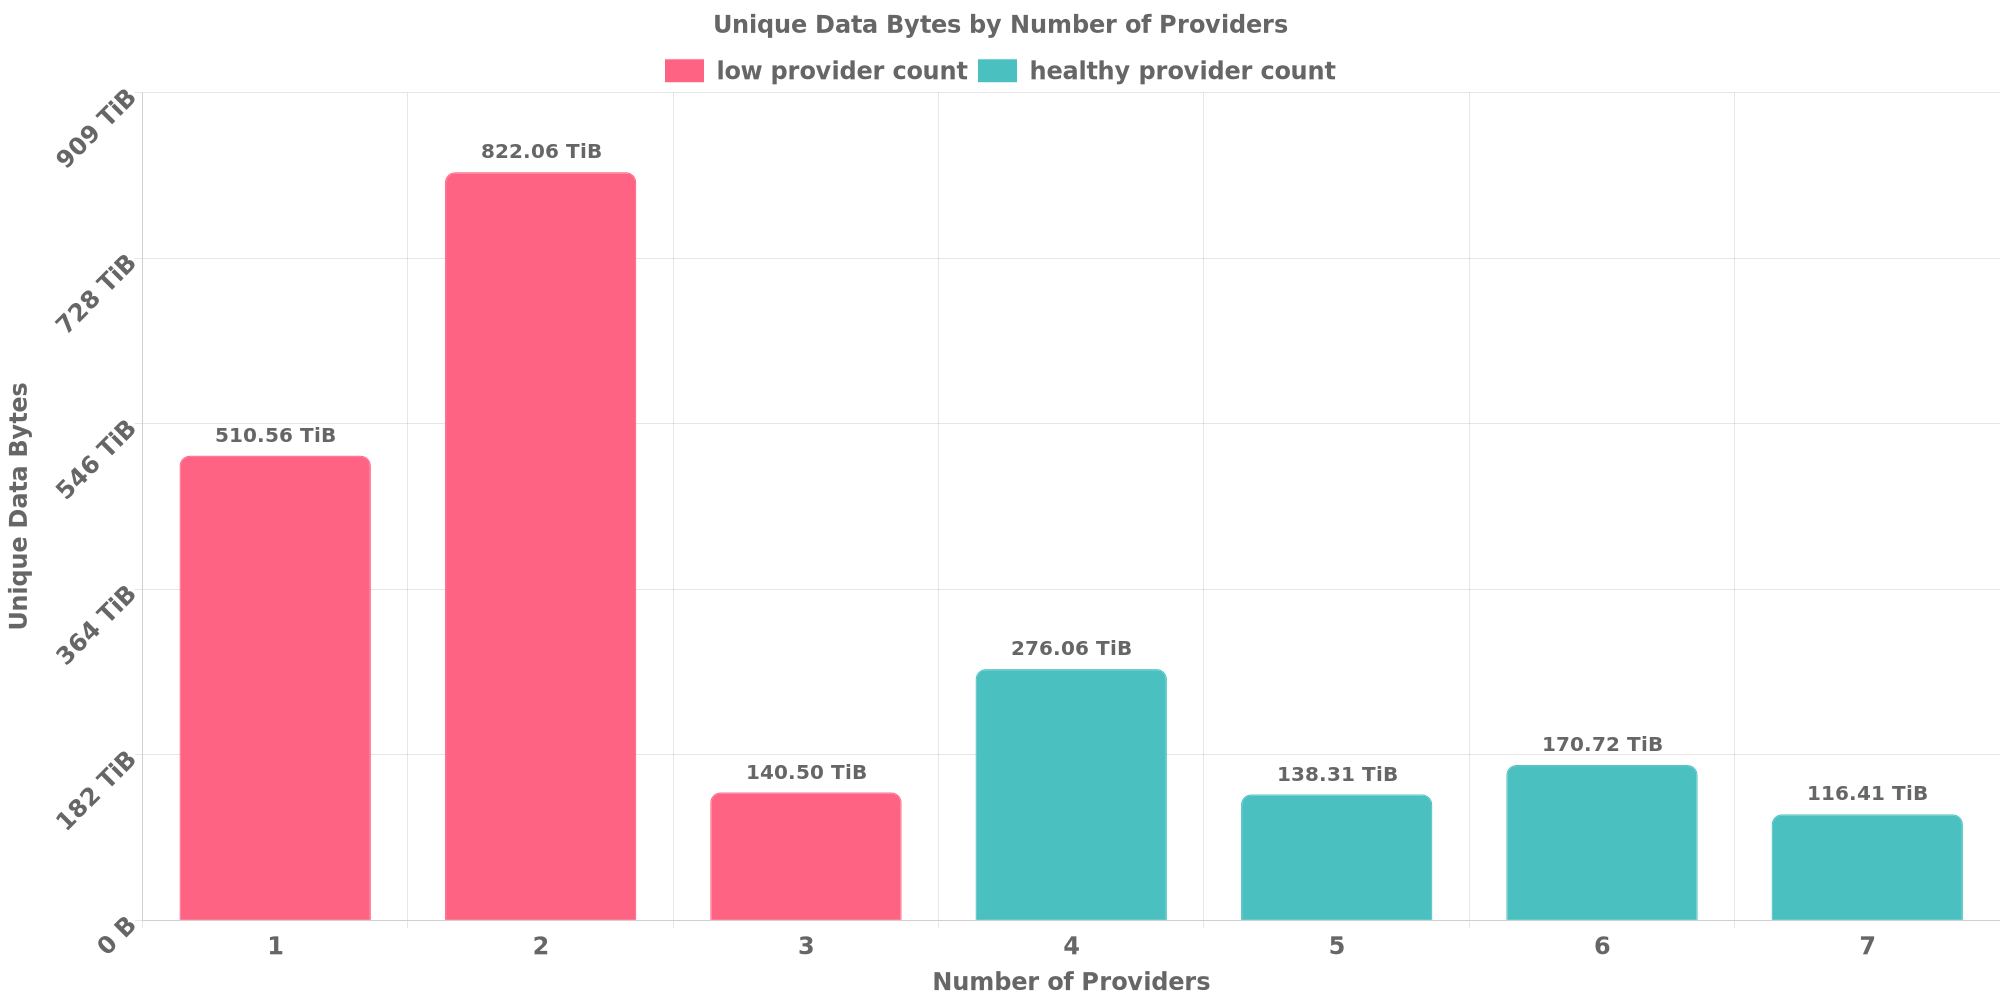 Unique Data Bytes by Number of Providers
low provider count healthy provider count
909 TiB
728 TiB
546 TiB
364 TiB
182 TiB
0 B
Unique Data Bytes
510.56 TiB
822.06 TiB
140.50 TiB
276.06 TiB
138.31 TiB
170.72 TiB
116.41 TiB
1 2 3 4 5 6 7
Number of Providers